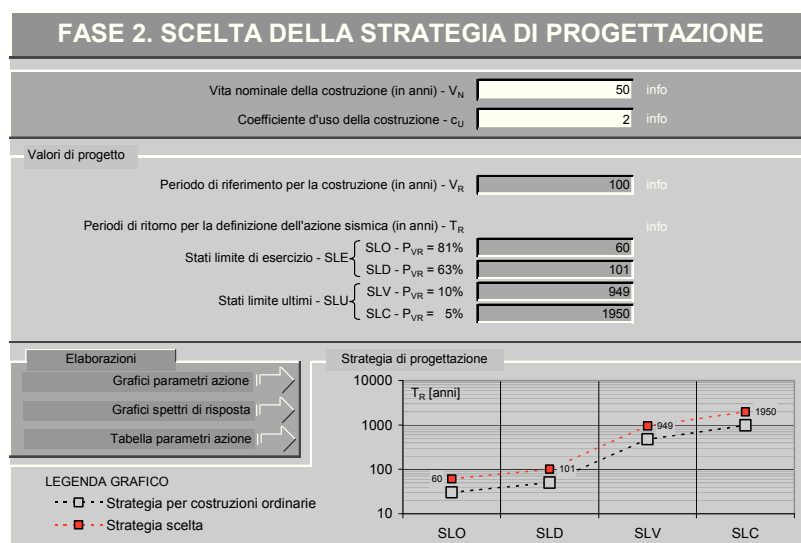 FASE 2. SCELTA DELLA STRATEGIA DI PROGETTAZIONE
Vita nominale della costruzione (in anni) - VN 50 info
Coefficiente d'uso della costruzione - cU 2 info
Valori di progetto
Periodo di riferimento per la costruzione (in anni) - VR 100 info
Periodi di ritorno per la definizione dell'azione sismica (in anni) - TR info
Stati limite di esercizio - SLE
SLO - PVR = 81% 60
SLD - PVR = 63% 101
Stati limite ultimi - SLU
SLV - PVR = 10% 949
SLC - PVR = 5% 1950
Elaborazioni
Grafici parametri azione
Grafici spettri di risposta
Tabella parametri azione
LEGENDA GRAFICO
Strategia per costruzioni ordinarie
Strategia scelta
Strategia di progettazione
TR [anni]
10000
1000
100
10
60
101
949
1950
SLO SLD SLV SLC